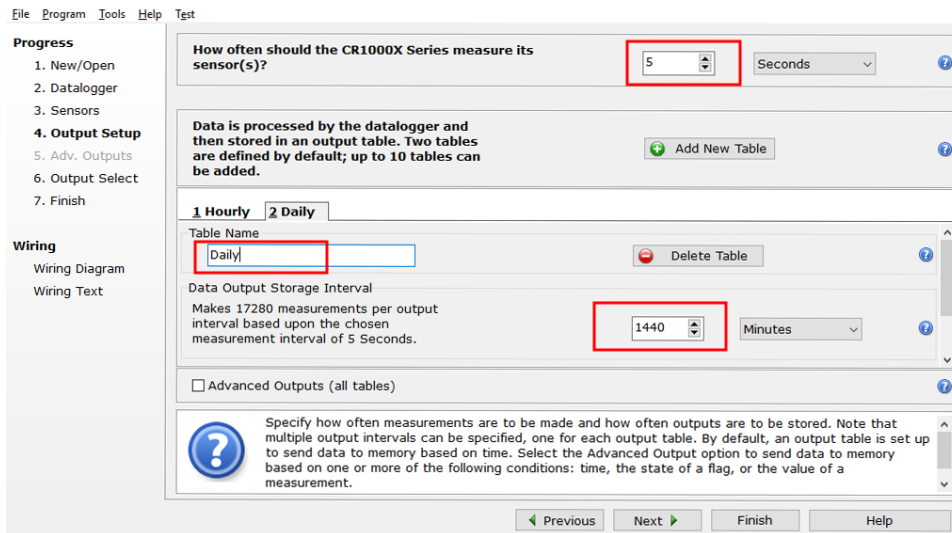 File Program Tools Help Test
Progress
1. New/Open
2. Datalogger
3. Sensors
4. Output Setup
5. Adv. Outputs
6. Output Select
7. Finish
Wiring
Wiring Diagram
Wiring Text
How often should the CR1000X Series measure its
sensor(s)?
5
Seconds
Data is processed by the datalogger and
then stored in an output table. Two tables
are defined by default; up to 10 tables can
be added.
Add New Table
1 Hourly
2 Daily
Table Name
Daily
Delete Table
Data Output Storage Interval
Makes 17280 measurements per output
interval based upon the chosen
measurement interval of 5 Seconds.
1440
Minutes
Advanced Outputs (all tables)
Specify how often measurements are to be made and how often outputs are to be stored. Note that
multiple output intervals can be specified, one for each output table. By default, an output table is set up
to send data to memory based on time. Select the Advanced Output option to send data to memory
based on one or more of the following conditions: time, the state of a flag, or the value of a
measurement.
Previous
Next
Finish
Help